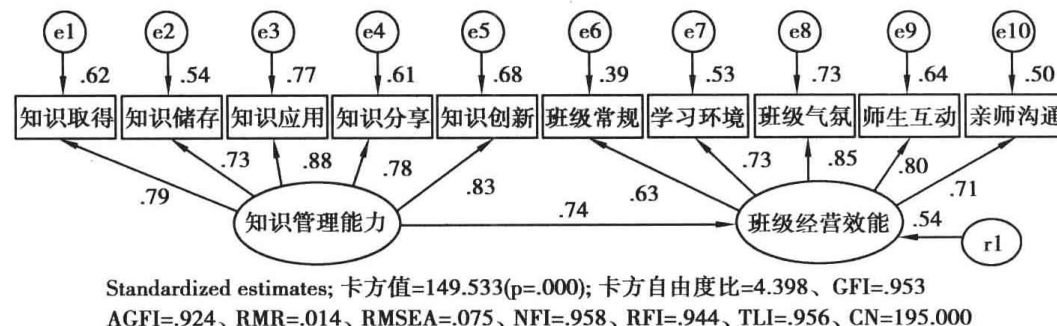 e1 e2 e3 e4 e5 e6 e7 e8 e9 e10
.62 .54 .77 .61 .68 .39 .53 .73 .64 .50
知识取得 知识储存 知识应用 知识分享 知识创新 班级常规 学习环境 班级气氛 师生互动 亲师沟通
.79 .73 .88 .78 .83 .63 .73 .85 .80 .71
知识管理能力 .74 班级经营效能 .54 r1
Standardized estimates; 卡方值=149.533(p=.000); 卡方自由度比=4.398、GFI=.953
AGFI=.924、RMR=.014、RMSEA=.075、NFI=.958、RFI=.944、TLI=.956、CN=195.000